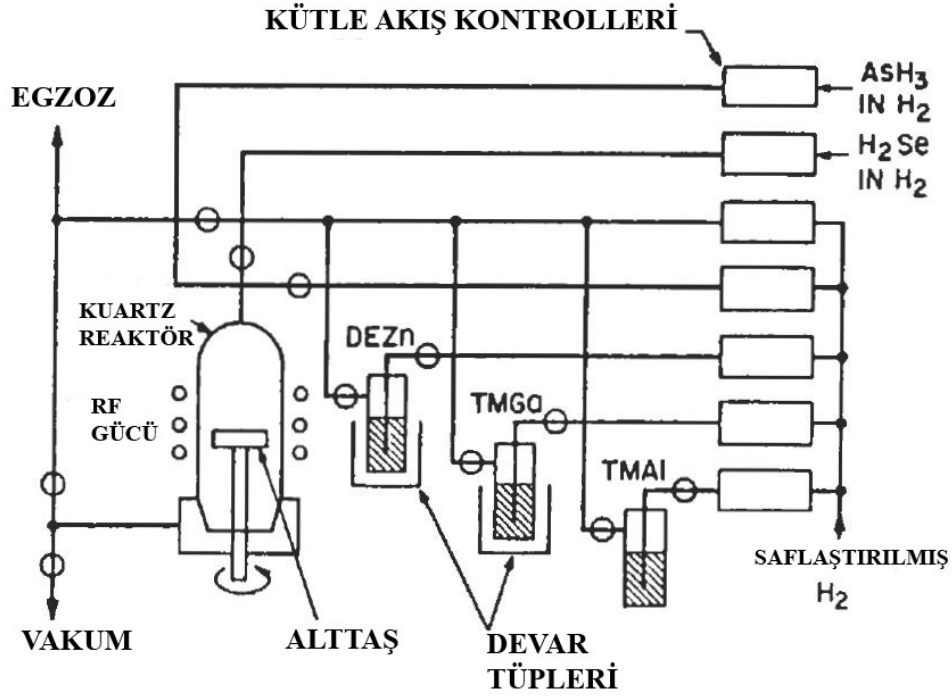 KÜTLE AKIŞ KONTROLLERİ
EGZOZ
AsH3
IN H2
H2Se
IN H2
KUARTZ
REAKTÖR
RF
GÜCÜ
DEZn
TMGa
TMAl
SAFLAŞTIRILMIŞ
H2
VAKUM
ALTTAŞ
DEVAR
TÜPLERİ